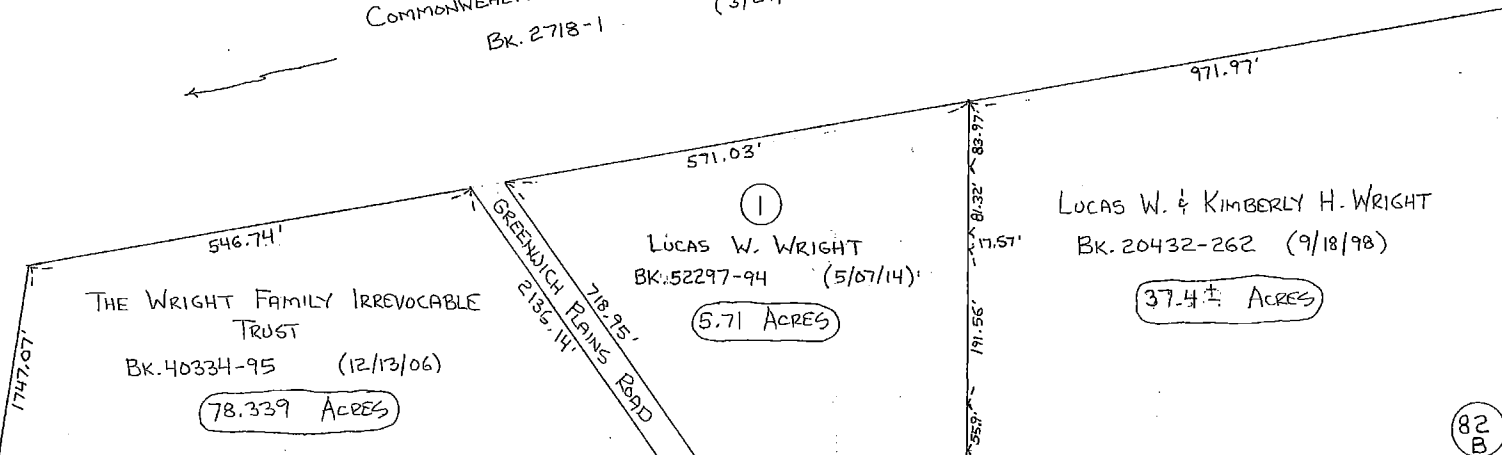 BK. 2718-1
971.97'
571.03'
546.74'
1747.07'
THE WRIGHT FAMILY IRREVOCABLE
TRUST
BK. 40334-95 (12/13/06)
78.339 ACRES
GREENWICH PLAINS ROAD
718.95'
2136.14'
1
LUCAS W. WRIGHT
BK. 52297-94 (5/07/14)
5.71 ACRES
83.97'
81.32'
17.57'
191.56'
LUCAS W. & KIMBERLY H. WRIGHT
BK. 20432-262 (9/18/98)
37.4± ACRES
82
B